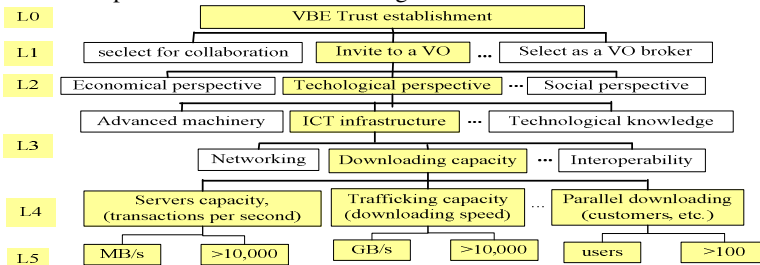 L0 VBE Trust establishment
L1 seclect for collaboration Invite to a VO ... Select as a VO broker
L2 Economical perspective Techological perspective ... Social perspective
Advanced machinery ICT infrastructure ... Technological knowledge
L3
Networking Downloading capacity ... Interoperability
Servers capacity, Trafficking capacity Parallel downloading
L4 (transactions per second) (downloading speed) ... (customers, etc.)
L5 MB/s >10,000 GB/s >10,000 users >100